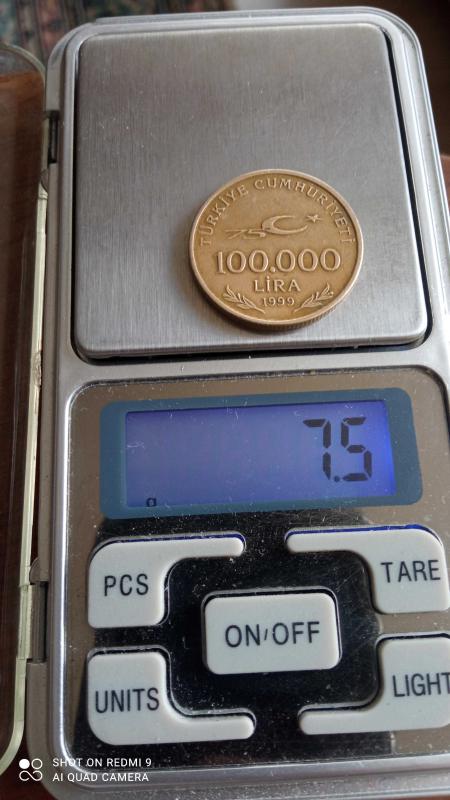 TÜRKİYE CUMHURİYETİ
75
100.000
LİRA
1999
7.5
g
PCS
TARE
ON/OFF
UNITS
LIGHT
SHOT ON REDMI 9
AI QUAD CAMERA